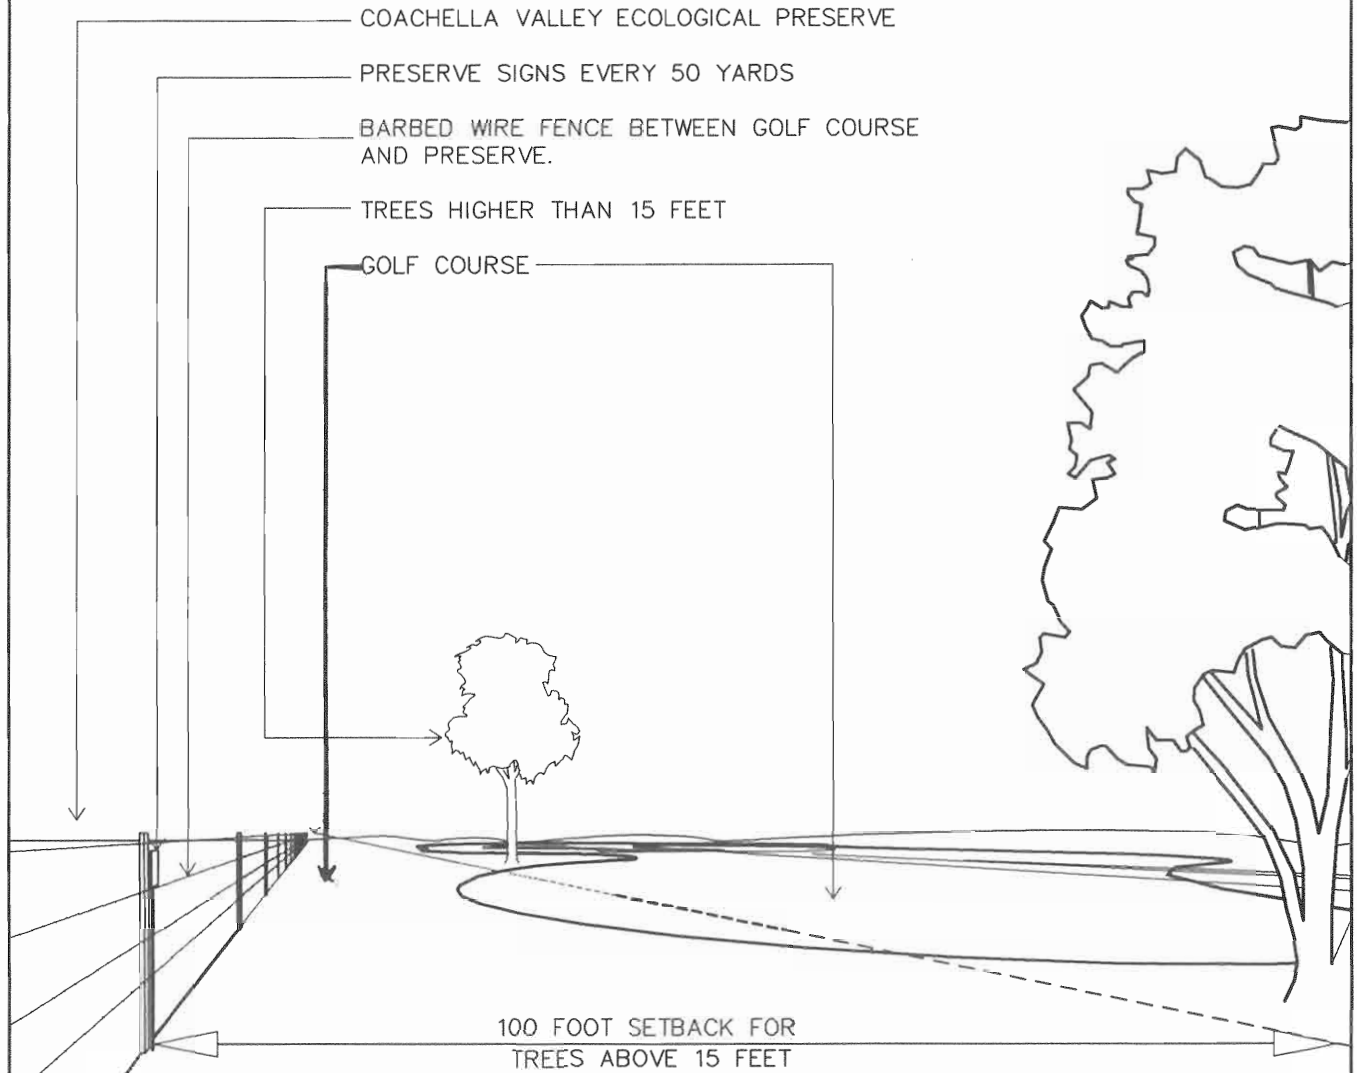 COACHELLA VALLEY ECOLOGICAL PRESERVE
PRESERVE SIGNS EVERY 50 YARDS
BARBED WIRE FENCE BETWEEN GOLF COURSE
AND PRESERVE.
TREES HIGHER THAN 15 FEET
GOLF COURSE
100 FOOT SETBACK FOR
TREES ABOVE 15 FEET